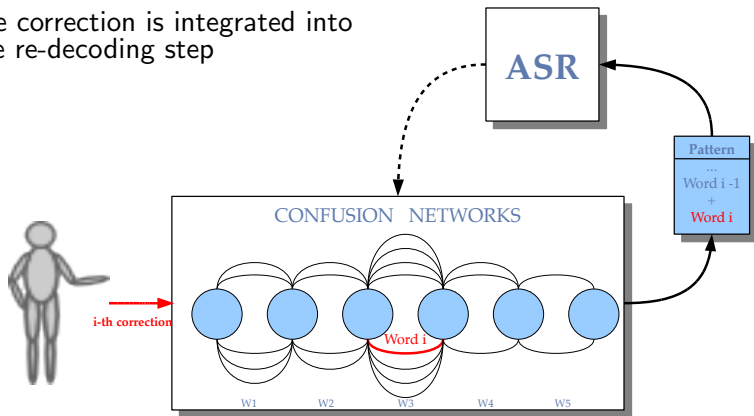 e correction is integrated into
e re-decoding step
ASR
Pattern
...
Word i -1
+
Word i
CONFUSION NETWORKS
i-th correction
Word i
W1 W2 W3 W4 W5